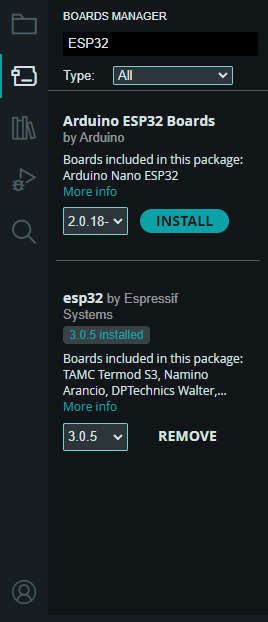 BOARDS MANAGER
ESP32
Type: All
Arduino ESP32 Boards
by Arduino
Boards included in this package:
Arduino Nano ESP32
More info
2.0.18- INSTALL
esp32 by Espressif
Systems
3.0.5 installed
Boards included in this package:
TAMC Termod S3, Namino
Arancio, DPTechnics Walter,...
More info
3.0.5 REMOVE